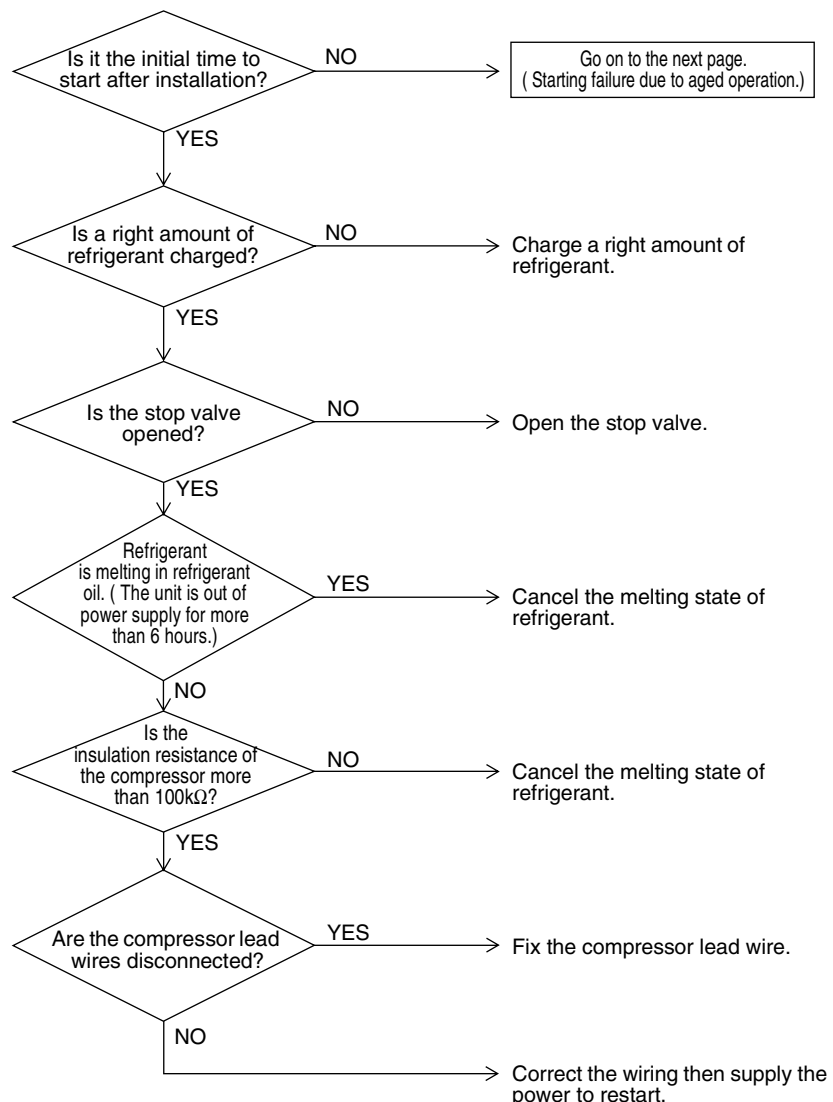 Is it the initial time to
start after installation?
NO
Go on to the next page.
( Starting failure due to aged operation.)
YES
Is a right amount of
refrigerant charged?
NO
Charge a right amount of
refrigerant.
YES
Is the stop valve
opened?
NO
Open the stop valve.
YES
Refrigerant
is melting in refrigerant
oil. ( The unit is out of
power supply for more
than 6 hours.)
YES
Cancel the melting state of
refrigerant.
NO
Is the
insulation resistance of
the compressor more
than 100kΩ?
NO
Cancel the melting state of
refrigerant.
YES
Are the compressor lead
wires disconnected?
YES
Fix the compressor lead wire.
NO
Correct the wiring then supply the
power to restart.